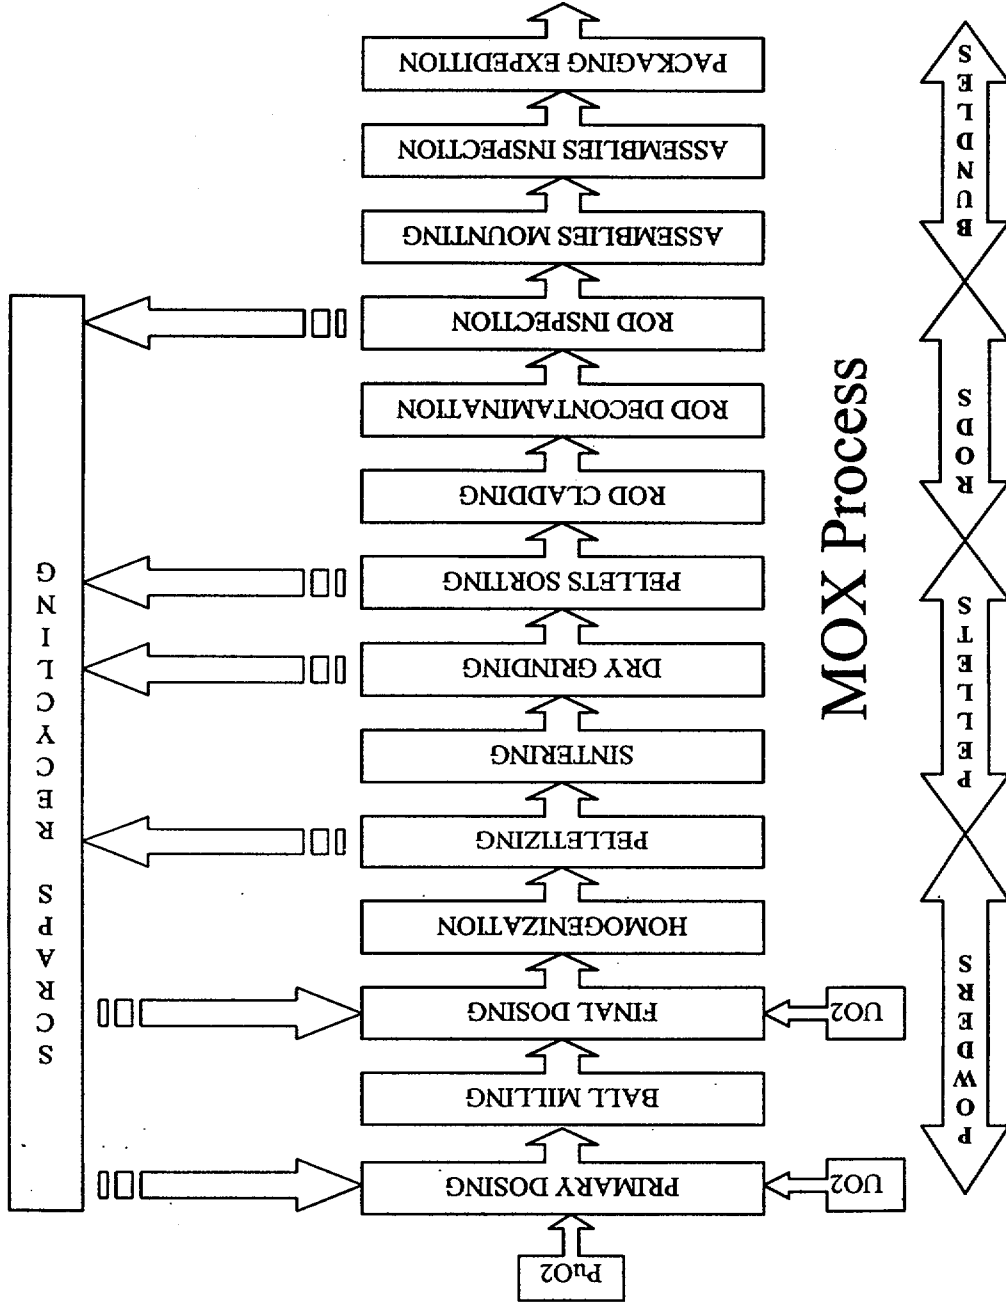 PuO2
PRIMARY DOSING
UO2
BALL MILLING
FINAL DOSING
UO2
HOMOGENIZATION
PELLETIZING
SINTERING
DRY GRINDING
PELLETS SORTING
ROD CLADDING
ROD DECONTAMINATION
ROD INSPECTION
ASSEMBLIES MOUNTING
ASSEMBLIES INSPECTION
PACKAGING EXPEDITION
SCRAPS RECYCLING
MOX Process
POWDERS
PELLETS
RODS
BUNDLES